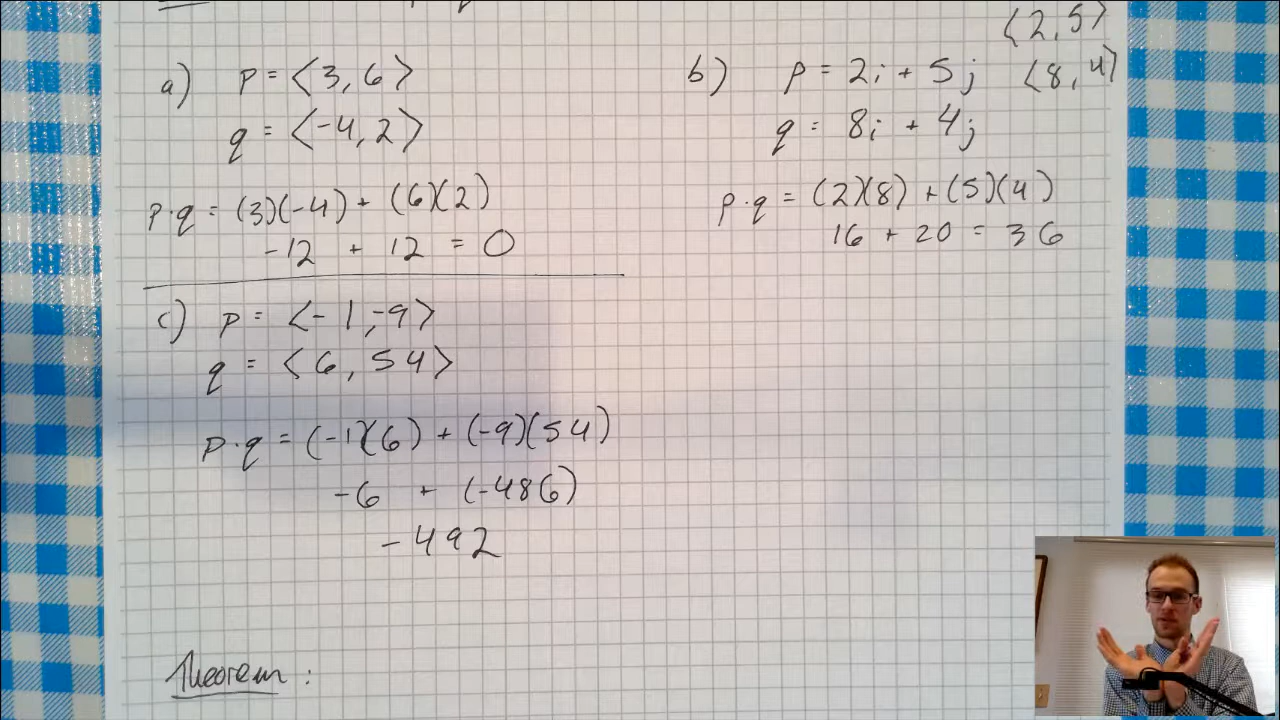 a) p = ⟨3, 6⟩
q = ⟨-4, 2⟩
p·q = (3)(-4) + (6)(2)
-12 + 12 = 0
⟨2, 5⟩
b) p = 2i + 5j ⟨8, 4⟩
q = 8i + 4j
p·q = (2)(8) + (5)(4)
16 + 20 = 36
c) p = ⟨-1, -9⟩
q = ⟨6, 54⟩
p·q = (-1)(6) + (-9)(54)
-6 + (-486)
-492
Theorem: